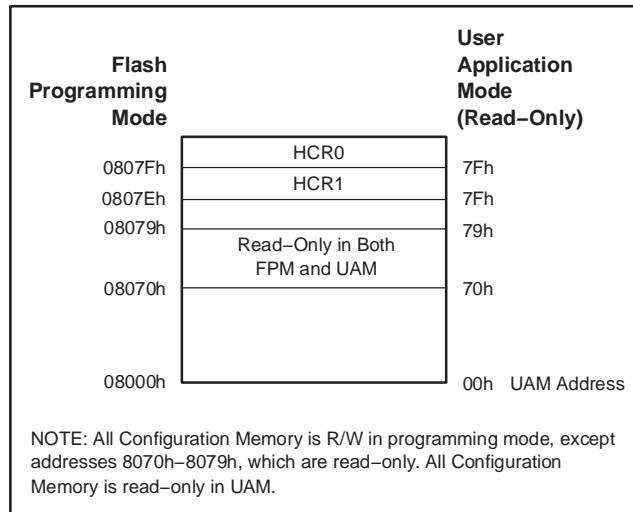 Flash
Programming
Mode
User
Application
Mode
(Read−Only)
HCR0
0807Fh
7Fh
HCR1
0807Eh
7Fh
08079h
79h
Read−Only in Both
FPM and UAM
08070h
70h
08000h
00h UAM Address
NOTE: All Configuration Memory is R/W in programming mode, except
addresses 8070h−8079h, which are read−only. All Configuration
Memory is read−only in UAM.